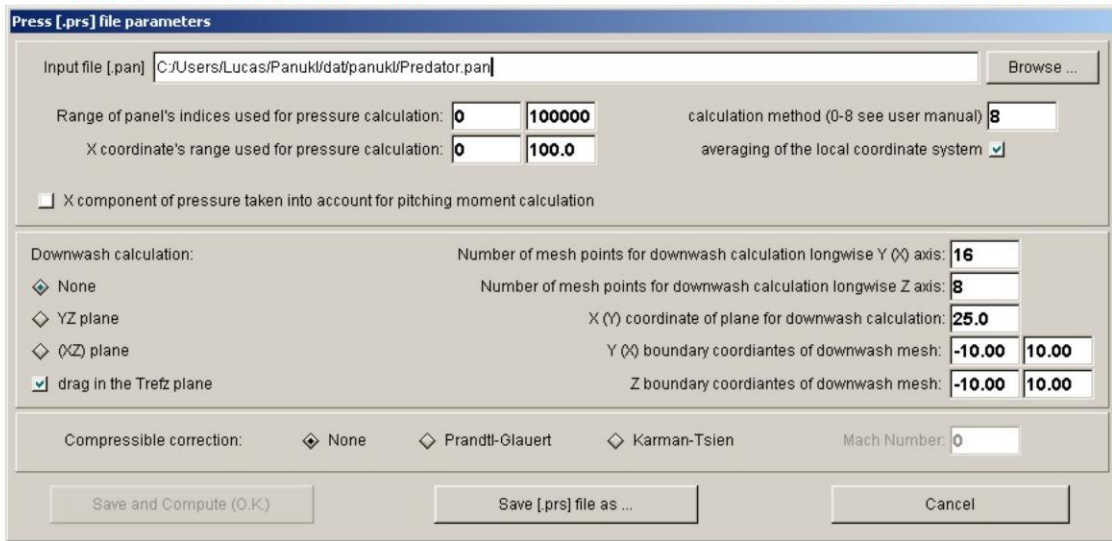 Press [.prs] file parameters
Input file [.pan] C:/Users/Lucas/Panukl/dat/panukl/Predator.pan Browse ...
Range of panel's indices used for pressure calculation: 0 100000 calculation method (0-8 see user manual) 8
X coordinate's range used for pressure calculation: 0 100.0 averaging of the local coordinate system
X component of pressure taken into account for pitching moment calculation
Downwash calculation: Number of mesh points for downwash calculation longwise Y (X) axis: 16
None Number of mesh points for downwash calculation longwise Z axis: 8
YZ plane X (Y) coordinate of plane for downwash calculation: 25.0
(XZ) plane Y (X) boundary coordiantes of downwash mesh: -10.00 10.00
drag in the Trefz plane Z boundary coordiantes of downwash mesh: -10.00 10.00
Compressible correction: None Prandtl-Glauert Karman-Tsien Mach Number: 0
Save and Compute (O.K.) Save [.prs] file as ... Cancel